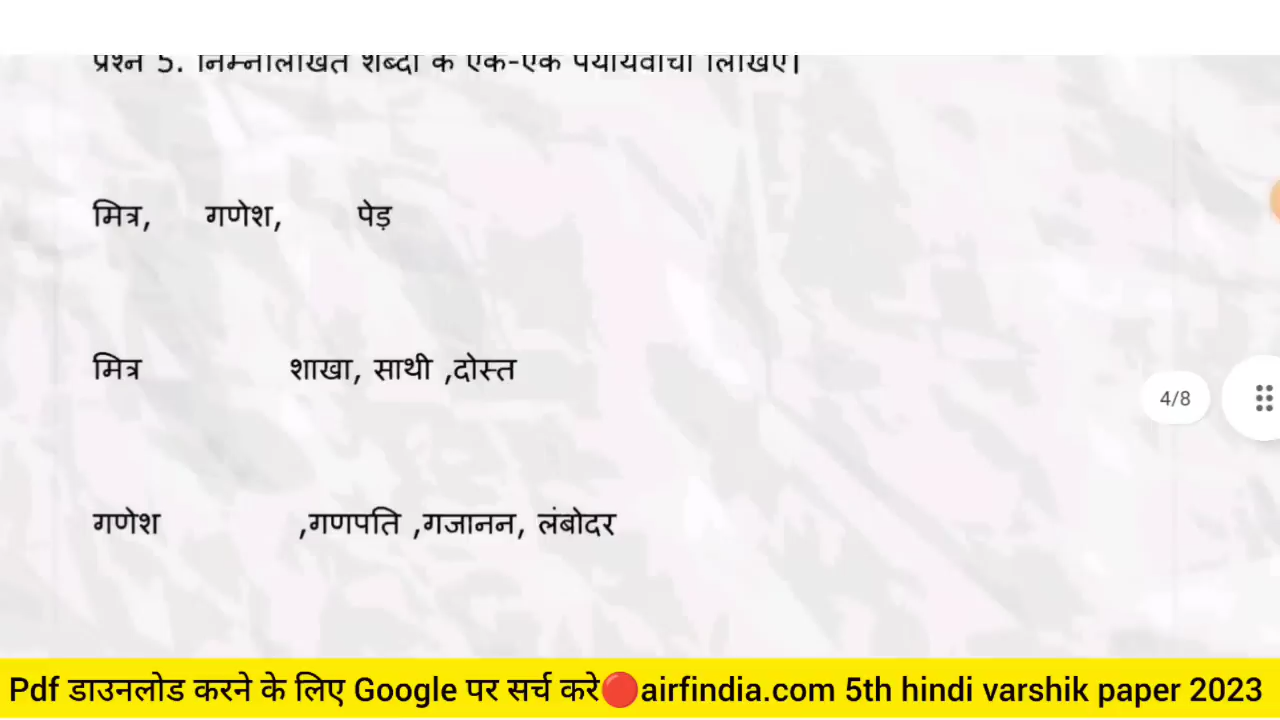 प्रश्न 5. निम्नलिखित शब्दों के एक-एक पर्यायवाची लिखिए।
मित्र, गणेश, पेड़
मित्र शाखा, साथी ,दोस्त
4/8
गणेश ,गणपति ,गजानन, लंबोदर
Pdf डाउनलोड करने के लिए Google पर सर्च करे🔴airfindia.com 5th hindi varshik paper 2023